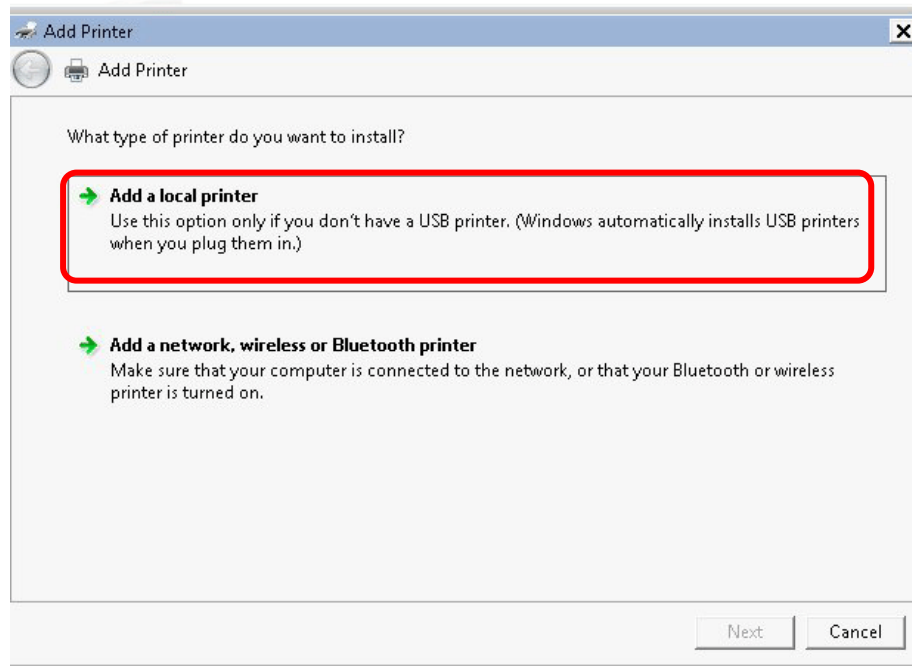 Add Printer
Add Printer
What type of printer do you want to install?
Add a local printer
Use this option only if you don't have a USB printer. (Windows automatically installs USB printers
when you plug them in.)
Add a network, wireless or Bluetooth printer
Make sure that your computer is connected to the network, or that your Bluetooth or wireless
printer is turned on.
Next Cancel